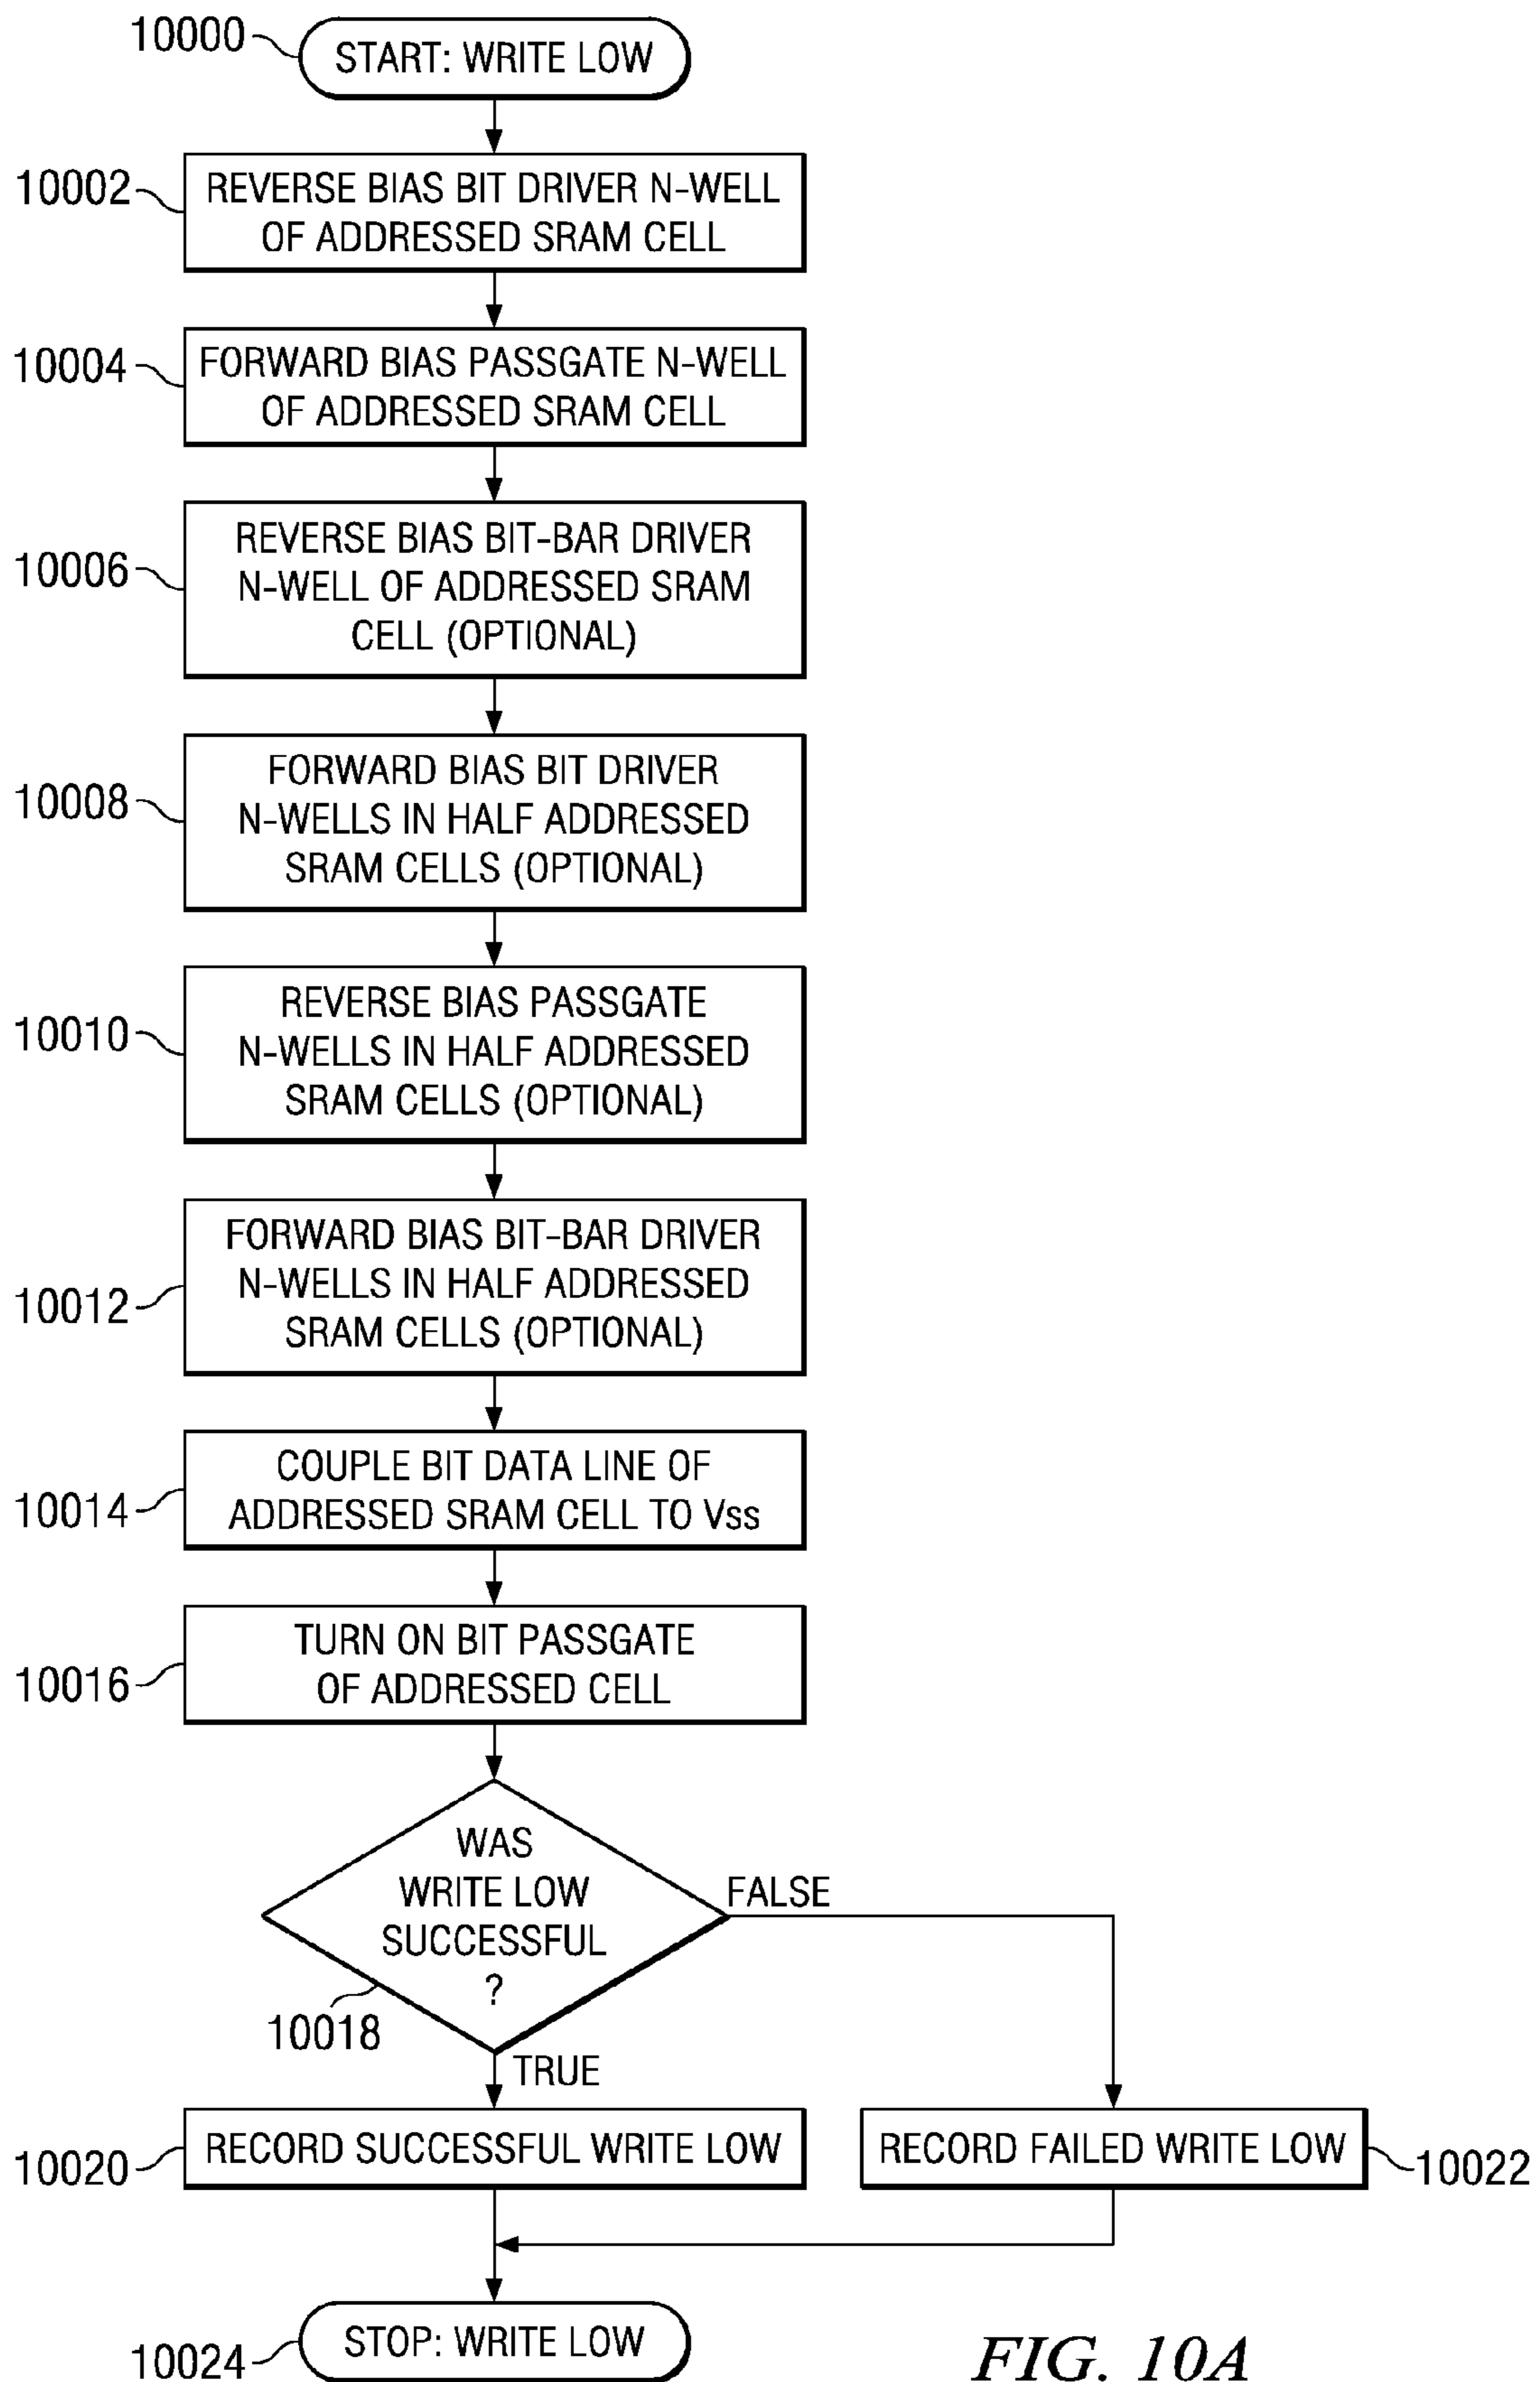 10000
START: WRITE LOW
10002
REVERSE BIAS BIT DRIVER N-WELL
OF ADDRESSED SRAM CELL
10004
FORWARD BIAS PASSGATE N-WELL
OF ADDRESSED SRAM CELL
10006
REVERSE BIAS BIT-BAR DRIVER
N-WELL OF ADDRESSED SRAM
CELL (OPTIONAL)
10008
FORWARD BIAS BIT DRIVER
N-WELLS IN HALF ADDRESSED
SRAM CELLS (OPTIONAL)
10010
REVERSE BIAS PASSGATE
N-WELLS IN HALF ADDRESSED
SRAM CELLS (OPTIONAL)
10012
FORWARD BIAS BIT-BAR DRIVER
N-WELLS IN HALF ADDRESSED
SRAM CELLS (OPTIONAL)
10014
COUPLE BIT DATA LINE OF
ADDRESSED SRAM CELL TO Vss
10016
TURN ON BIT PASSGATE
OF ADDRESSED CELL
WAS
WRITE LOW
SUCCESSFUL
?
FALSE
10018
TRUE
10020
RECORD SUCCESSFUL WRITE LOW
RECORD FAILED WRITE LOW
10022
STOP: WRITE LOW
10024
FIG. 10A